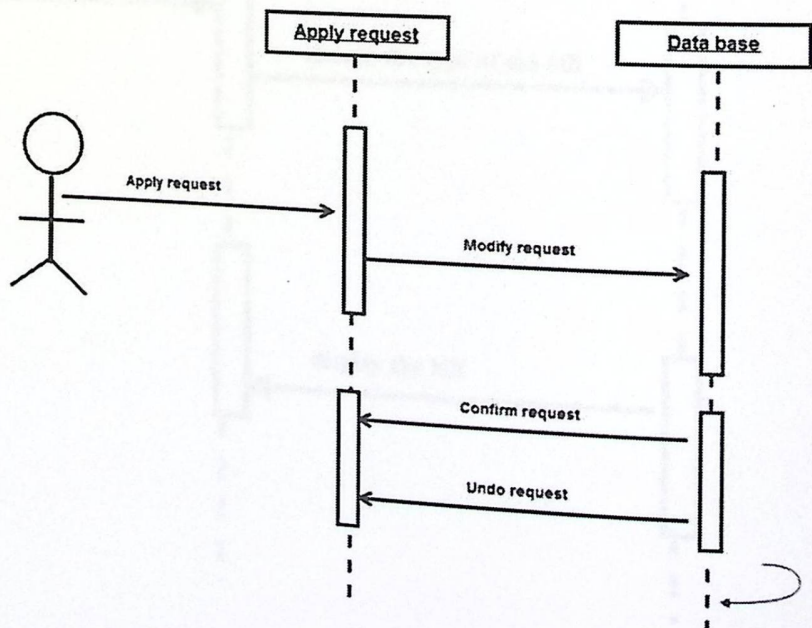 Apply request
Data base
Apply request
Modify request
Confirm request
Undo request